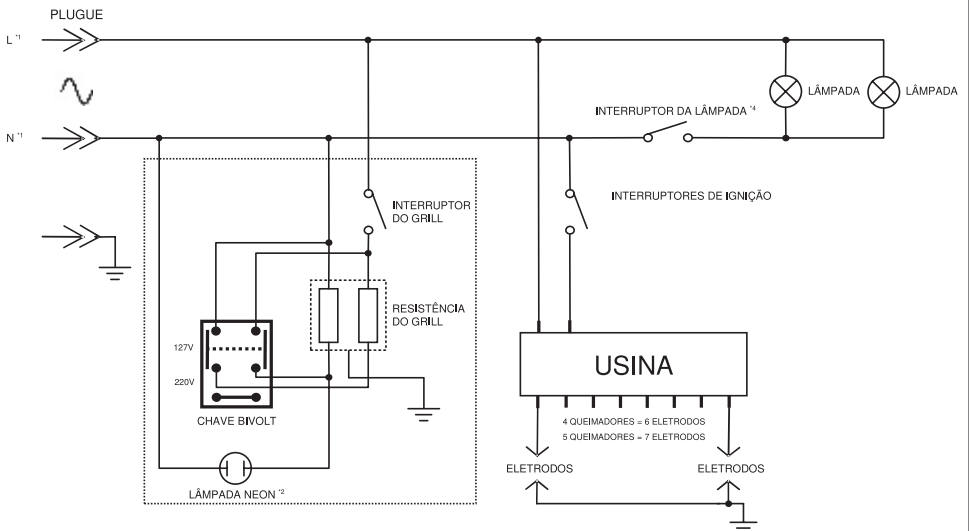 PLUGUE
L *1
N *1
LÂMPADA
LÂMPADA
INTERRUPTOR DA LÂMPADA *4
INTERRUPTOR
DO GRILL
INTERRUPTORES DE IGNIÇÃO
RESISTÊNCIA
DO GRILL
127V
220V
CHAVE BIVOLT
LÂMPADA NEON *2
USINA
4 QUEIMADORES = 6 ELETRODOS
5 QUEIMADORES = 7 ELETRODOS
ELETRODOS
ELETRODOS